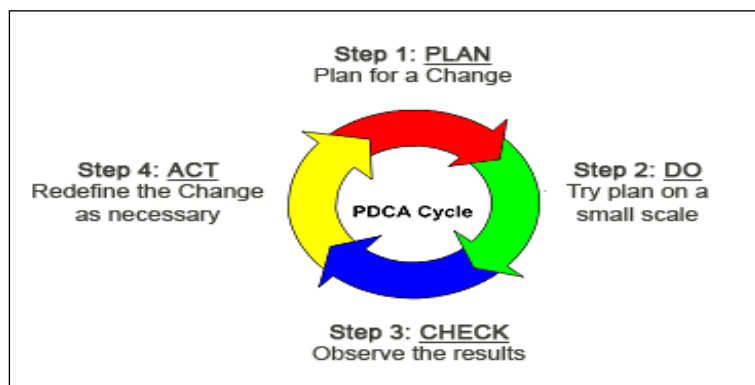 Step 1: PLAN
Plan for a Change
Step 4: ACT
Redefine the Change
as necessary
PDCA Cycle
Step 2: DO
Try plan on a
small scale
Step 3: CHECK
Observe the results